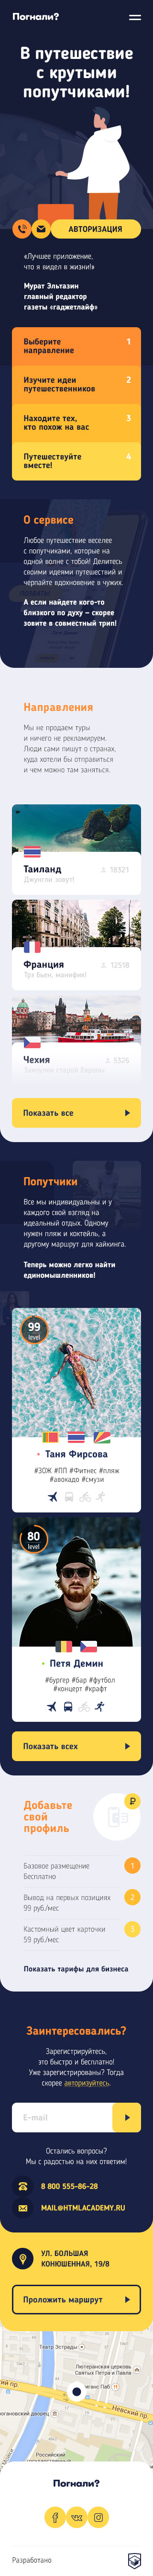 Погнали?
В путешествие
с крутыми
попутчиками!
АВТОРИЗАЦИЯ
«Лучшее приложение,
что я видел в жизни!»
Мурат Эльтазин
главный редактор
газеты «гаджетлайф»
Выберите 1
направление
Изучите идеи 2
путешественников
Находите тех, 3
кто похож на вас
Путешествуйте 4
вместе!
О сервисе
Любое путешествие веселее
с попутчиками, которые на
одной волне с тобой! Делитесь
своими идеями путешествий и
черпайте вдохновение в чужих.
А если найдете кого-то
близкого по духу – скорее
зовите в совместный трип!
Направления
Мы не продаем туры
и ничего не рекламируем.
Люди сами пишут о странах,
куда хотели бы отправиться
и чем можно там заняться.
Таиланд 18321
Джунгли зовут!
Франция 12518
Трэ бьен, манифик!
Чехия 5326
Показать все
Попутчики
Все мы индивидуальны и у
каждого свой взгляд на
идеальный отдых. Одному
нужен пляж и коктейль, а
другому маршрут для хайкинга.
Теперь можно легко найти
единомышленников!
99
level
Таня Фирсова
#ЗОЖ #ПП #Фитнес #пляж
#авокадо #смузи
80
level
Петя Демин
#бургер #бар #футбол
#концерт #крафт
Показать всех
Добавьте
свой
профиль
₽
Базовое размещение 1
Бесплатно
Вывод на первых позициях 2
99 руб./мес
Кастомный цвет карточки 3
59 руб./мес
Показать тарифы для бизнеса
Заинтересовались?
Зарегистрируйтесь,
это быстро и бесплатно!
Уже зарегистрированы? Тогда
скорее авторизуйтесь.
E-mail
Остались вопросы?
Мы с радостью на них ответим!
8 800 555-86-28
MAIL@HTMLACADEMY.RU
УЛ. БОЛЬШАЯ
КОНЮШЕННАЯ, 19/8
Проложить маршрут
Театр Эстрады
Лютеранская церковь
Святых Петра и Павла
Невский пр.
Российский
Погнали?
Разработано